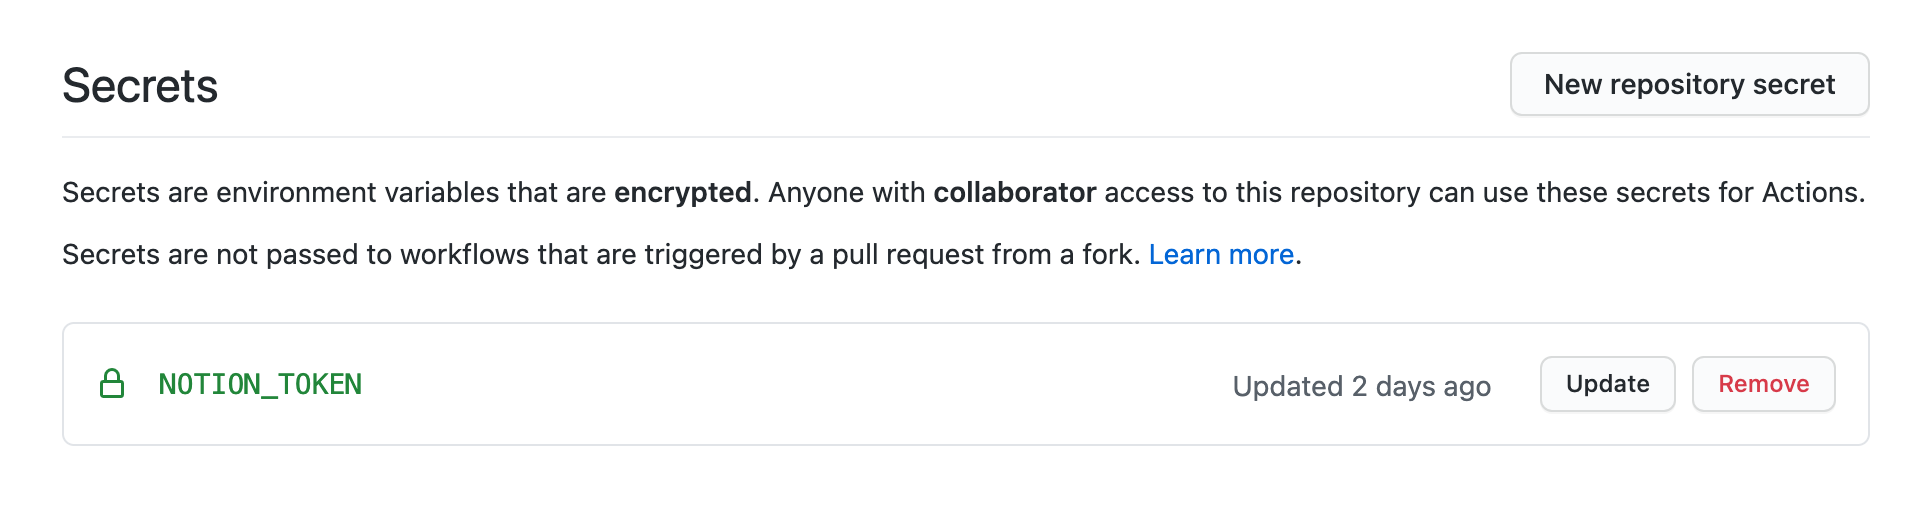 Secrets
New repository secret
Secrets are environment variables that are encrypted. Anyone with collaborator access to this repository can use these secrets for Actions.
Secrets are not passed to workflows that are triggered by a pull request from a fork. Learn more.
NOTION_TOKEN
Updated 2 days ago
Update
Remove